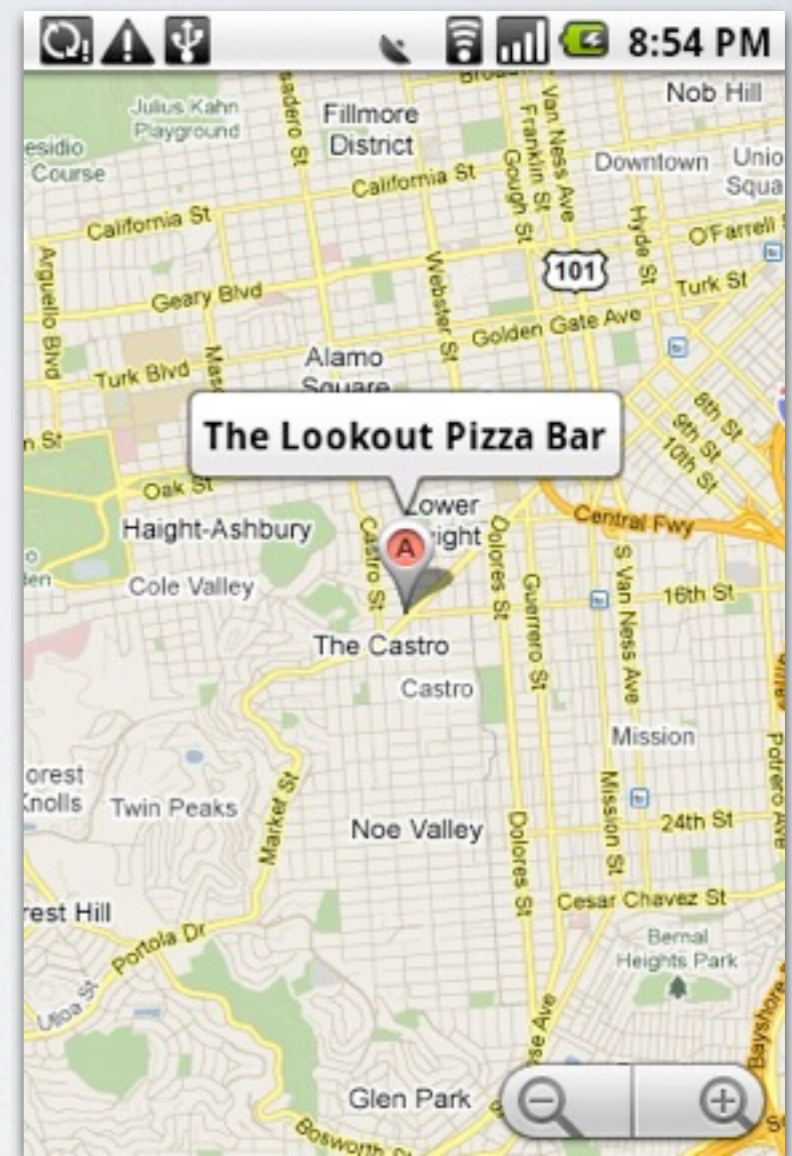 8:54 PM
Nob Hill
Julius Kahn
Playground
Fillmore
District
Van Ness Ave
Franklin St
Gough St
Downtown
Course
California St
California St
Hyde St
O'Farrell
101
Arguello Blvd
Webster St
Geary Blvd
Turk St
Golden Gate Ave
Alamo
Square
Turk Blvd
8th St
9th St
10th St
The Lookout Pizza Bar
Oak St
Lower
Haight-Ashbury
A
Central Fwy
Castro St
Dolores St
Cole Valley
Guerrero St
S Van Ness Ave
16th St
The Castro
Castro
Mission
Potrero Ave
Twin Peaks
Market St
Noe Valley
Dolores St
Mission St
24th St
Cesar Chavez St
Portola Dr
Bernal
Heights Park
Ulloa St
Bayshore
Glen Park
Bosworth